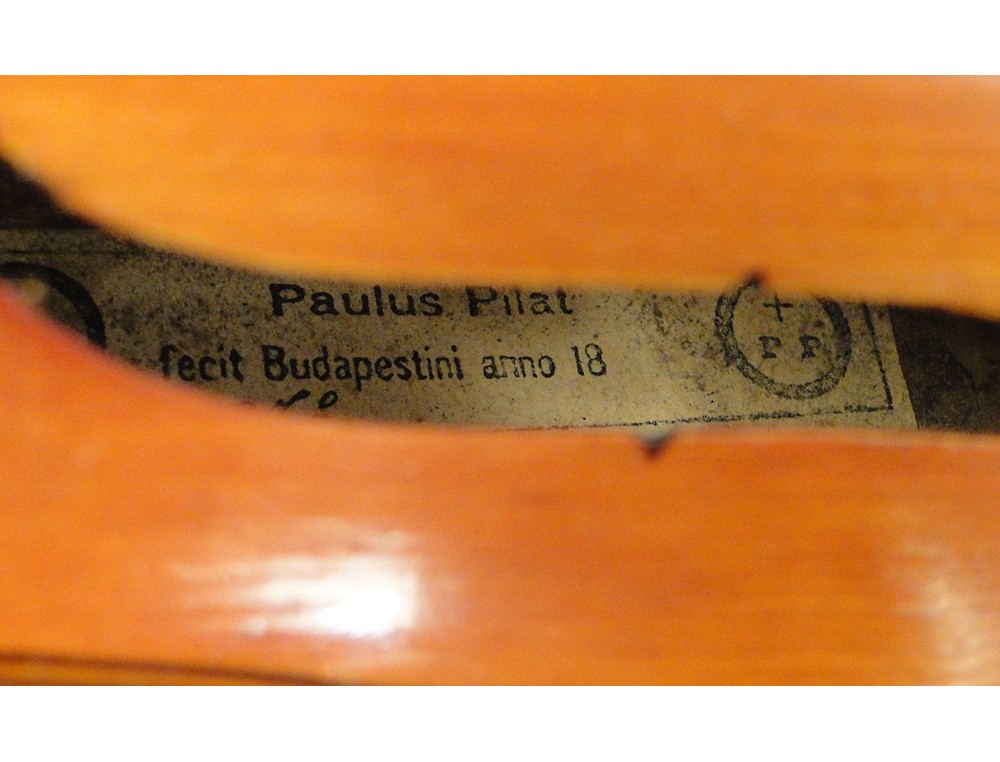 Paulus Pilat
fecit Budapestini anno 18
+
P P